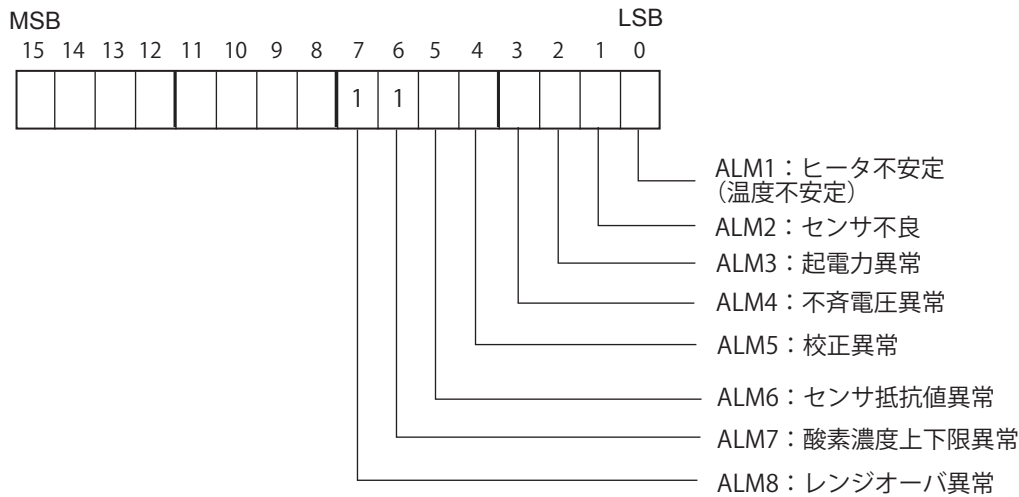 MSB LSB
15 14 13 12 11 10 9 8 7 6 5 4 3 2 1 0
1 1
ALM1：ヒータ不安定
（温度不安定）
ALM2：センサ不良
ALM3：起電力異常
ALM4：不斉電圧異常
ALM5：校正異常
ALM6：センサ抵抗値異常
ALM7：酸素濃度上下限異常
ALM8：レンジオーバ異常